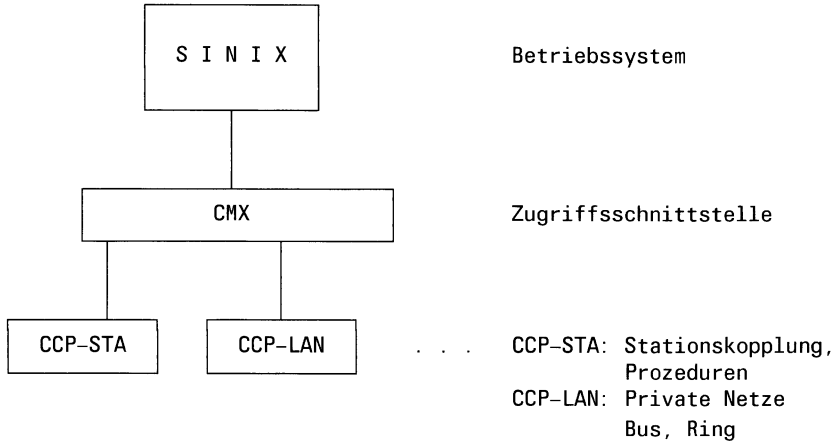 S I N I X Betriebssystem
CMX Zugriffsschnittstelle
CCP–STA CCP–LAN . . . CCP–STA: Stationskopplung,
Prozeduren
CCP–LAN: Private Netze
Bus, Ring